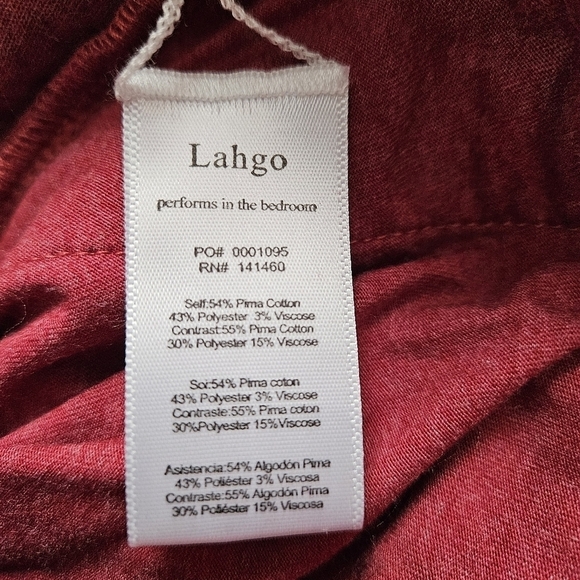 Lahgo
performs in the bedroom
PO# 0001095
RN# 141460
Self:54% Pima Cotton
43% Polyester 3% Viscose
Contrast:55% Pima Cotton
30% Polyester 15% Viscose
Soi:54% Pima coton
43% Polyester 3% Viscose
Contraste:55% Pima coton
30%Polyester 15%Viscose
Asistencia:54% Algodón Pima
43% Poliéster 3% Viscosa
Contraste:55% Algodón Pima
30% Poliéster 15% Viscosa